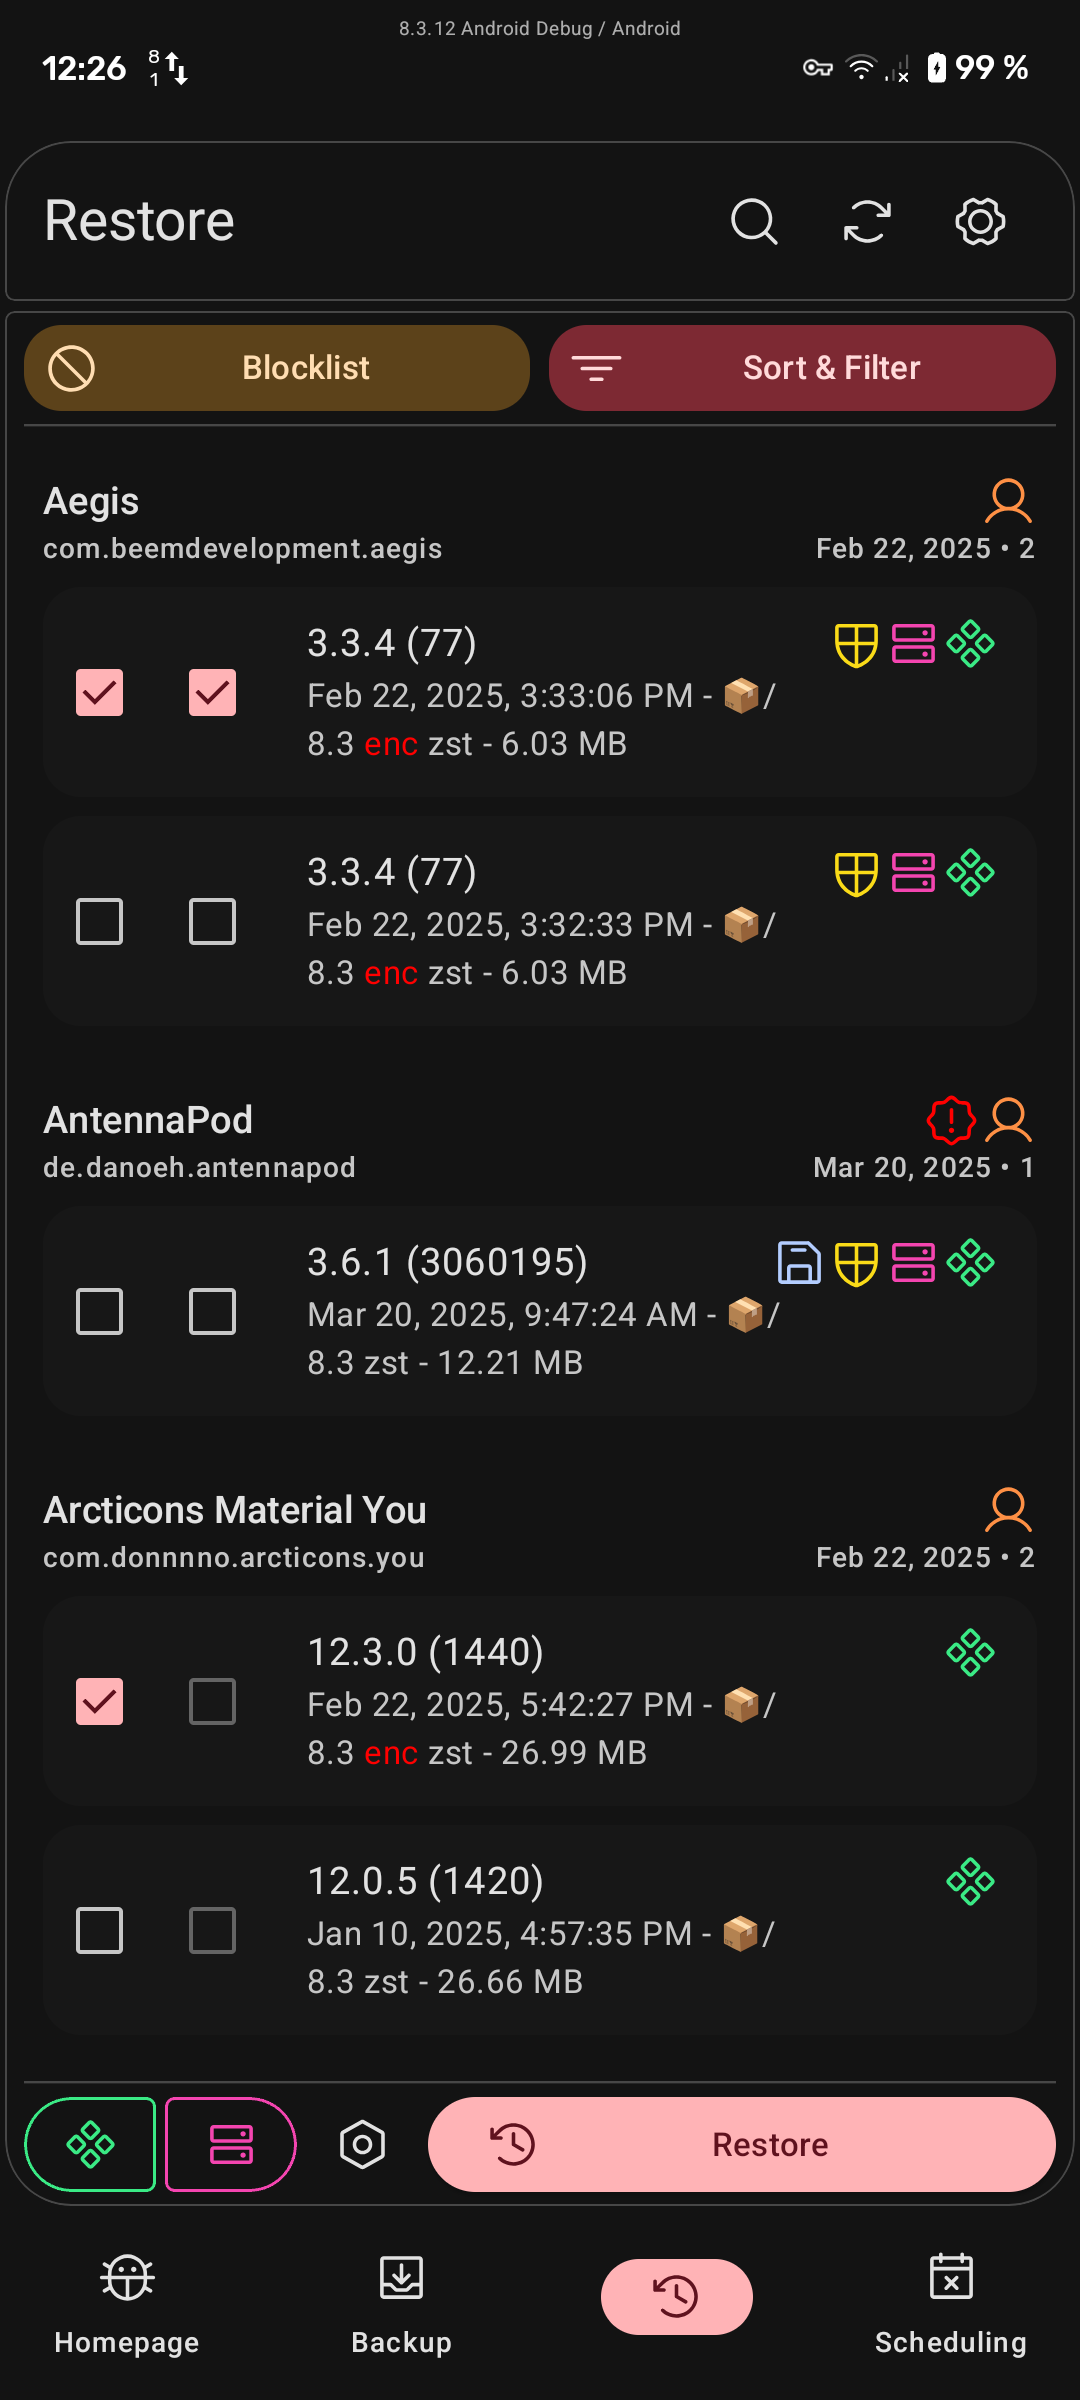 8.3.12 Android Debug / Android
12:26 8 1 99 %
Restore
Blocklist Sort & Filter
Aegis
com.beemdevelopment.aegis Feb 22, 2025 • 2
3.3.4 (77)
Feb 22, 2025, 3:33:06 PM - 📦/
8.3 enc zst - 6.03 MB
3.3.4 (77)
Feb 22, 2025, 3:32:33 PM - 📦/
8.3 enc zst - 6.03 MB
AntennaPod
de.danoeh.antennapod Mar 20, 2025 • 1
3.6.1 (3060195)
Mar 20, 2025, 9:47:24 AM - 📦/
8.3 zst - 12.21 MB
Arcticons Material You
com.donnnno.arcticons.you Feb 22, 2025 • 2
12.3.0 (1440)
Feb 22, 2025, 5:42:27 PM - 📦/
8.3 enc zst - 26.99 MB
12.0.5 (1420)
Jan 10, 2025, 4:57:35 PM - 📦/
8.3 zst - 26.66 MB
Restore
Homepage Backup Scheduling